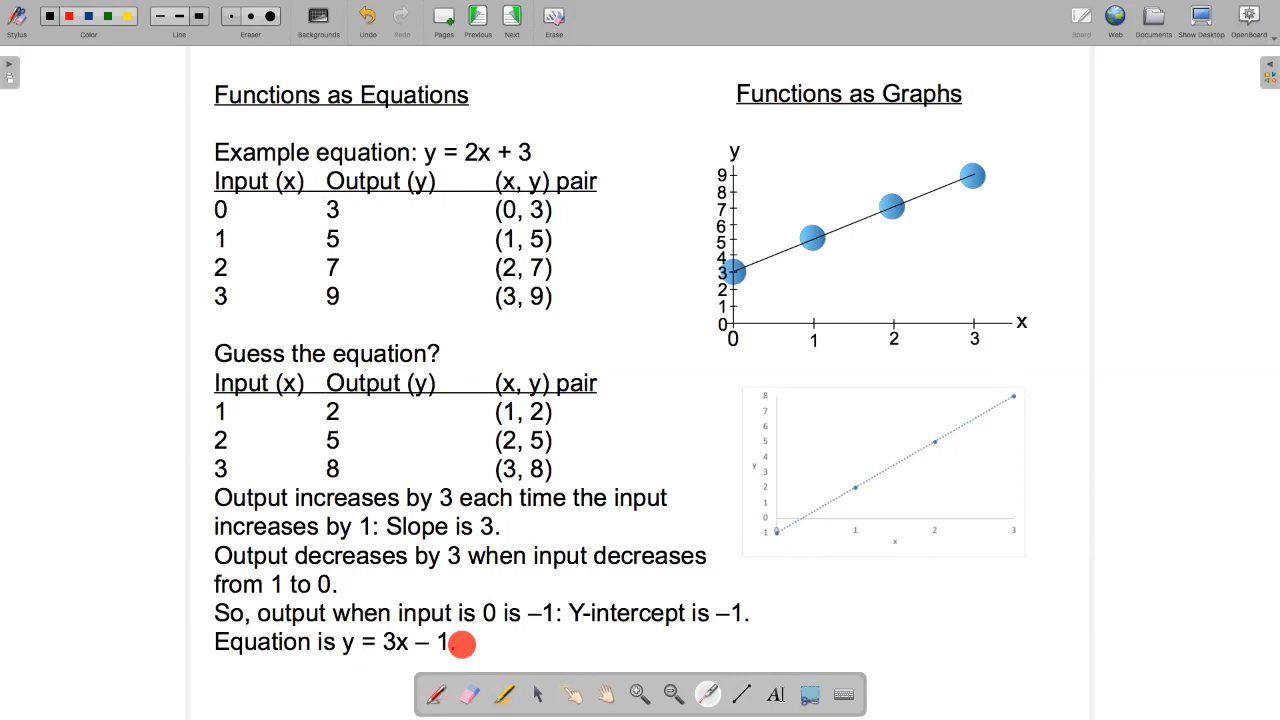 Stylus
Color
Line
Eraser
Backgrounds
Undo
Redo
Pages
Previous
Next
Erase
Board
Web
Documents
Show Desktop
OpenBoard
Functions as Equations
Example equation: y = 2x + 3
Input (x) Output (y) (x, y) pair
0 3 (0, 3)
1 5 (1, 5)
2 7 (2, 7)
3 9 (3, 9)
Guess the equation?
Input (x) Output (y) (x, y) pair
1 2 (1, 2)
2 5 (2, 5)
3 8 (3, 8)
Output increases by 3 each time the input
increases by 1: Slope is 3.
Output decreases by 3 when input decreases
from 1 to 0.
So, output when input is 0 is –1: Y-intercept is –1.
Equation is y = 3x – 1.
Functions as Graphs
y
9
8
7
6
5
4
3
2
1
0
0 1 2 3
x
8
7
6
5
4
3
2
1
0
-1
y
0 1 2 3
x
AI